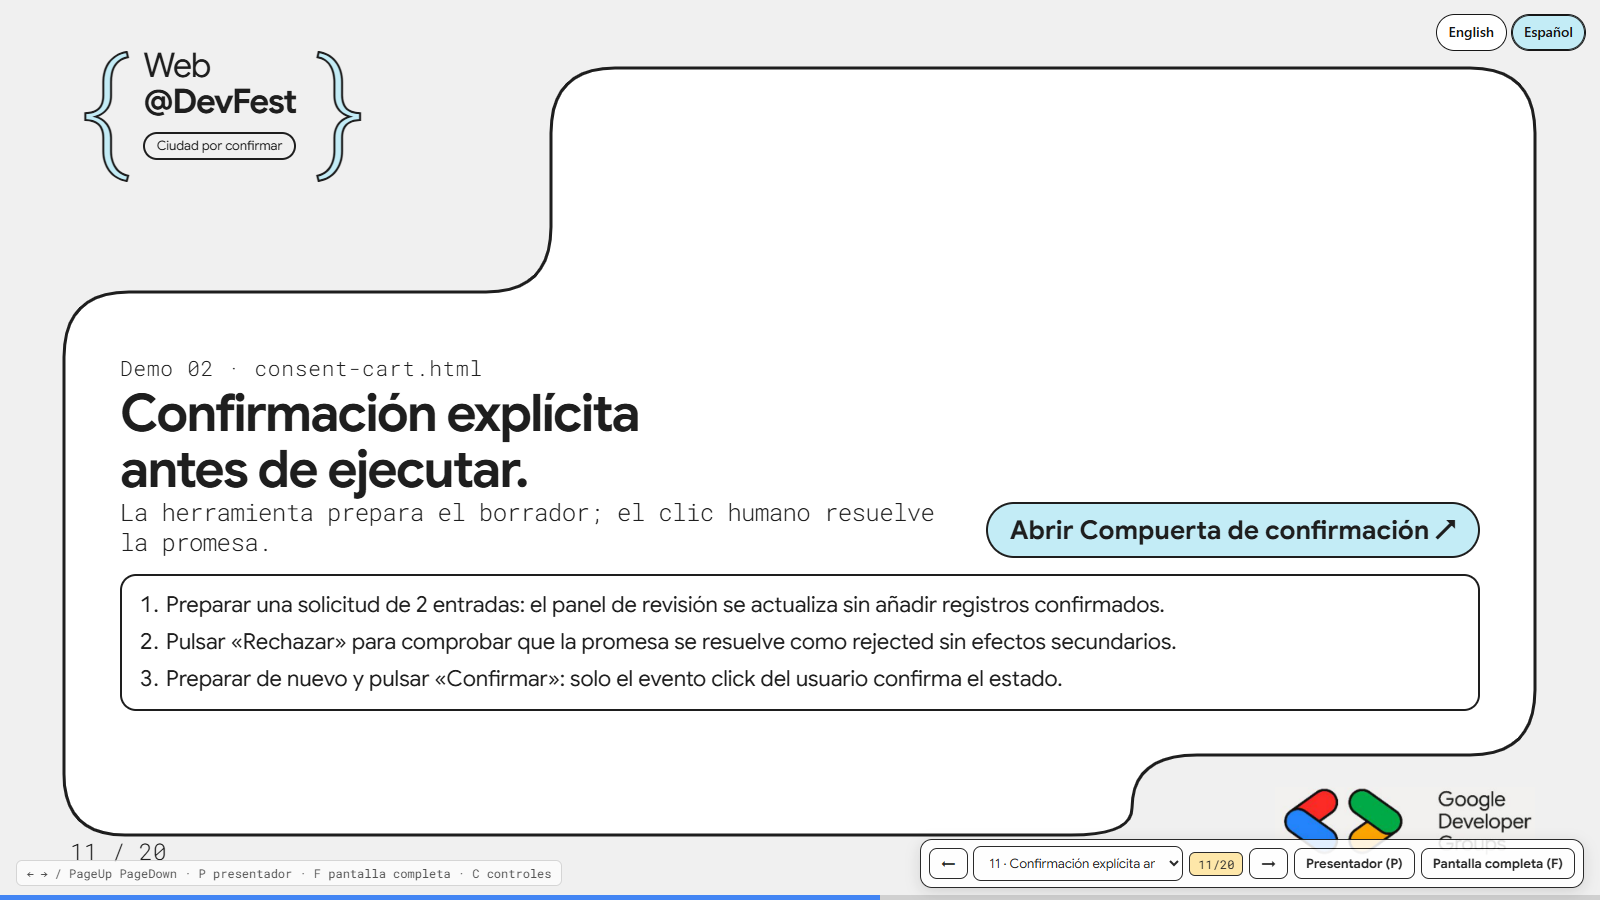 English
Español
Web
@DevFest
Ciudad por confirmar
Demo 02 · consent-cart.html
Confirmación explícita
antes de ejecutar.
La herramienta prepara el borrador; el clic humano resuelve
la promesa.
Abrir Compuerta de confirmación ↗
1. Preparar una solicitud de 2 entradas: el panel de revisión se actualiza sin añadir registros confirmados.
2. Pulsar «Rechazar» para comprobar que la promesa se resuelve como rejected sin efectos secundarios.
3. Preparar de nuevo y pulsar «Confirmar»: solo el evento click del usuario confirma el estado.
Google
Developer
Groups
11 / 20
← → / PageUp PageDown · P presentador · F pantalla completa · C controles
←
11 · Confirmación explícita ar
11/20
→
Presentador (P)
Pantalla completa (F)